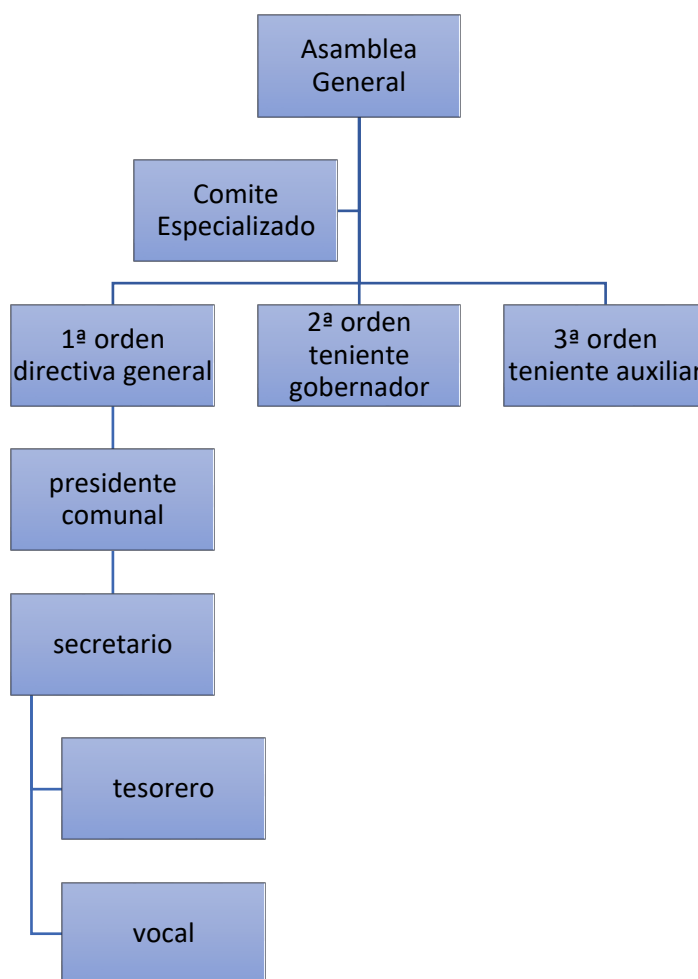 Asamblea
General
Comite
Especializado
1ª orden
directiva general
2ª orden
teniente
gobernador
3ª orden
teniente auxiliar
presidente
comunal
secretario
tesorero
vocal